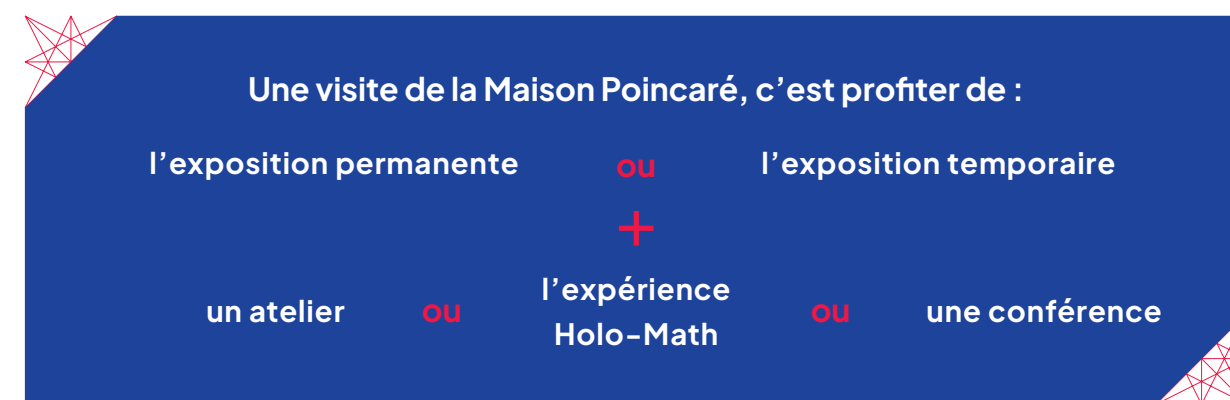 Une visite de la Maison Poincaré, c’est profiter de :
l’exposition permanente ou l’exposition temporaire
+
un atelier ou l’expérience Holo-Math ou une conférence